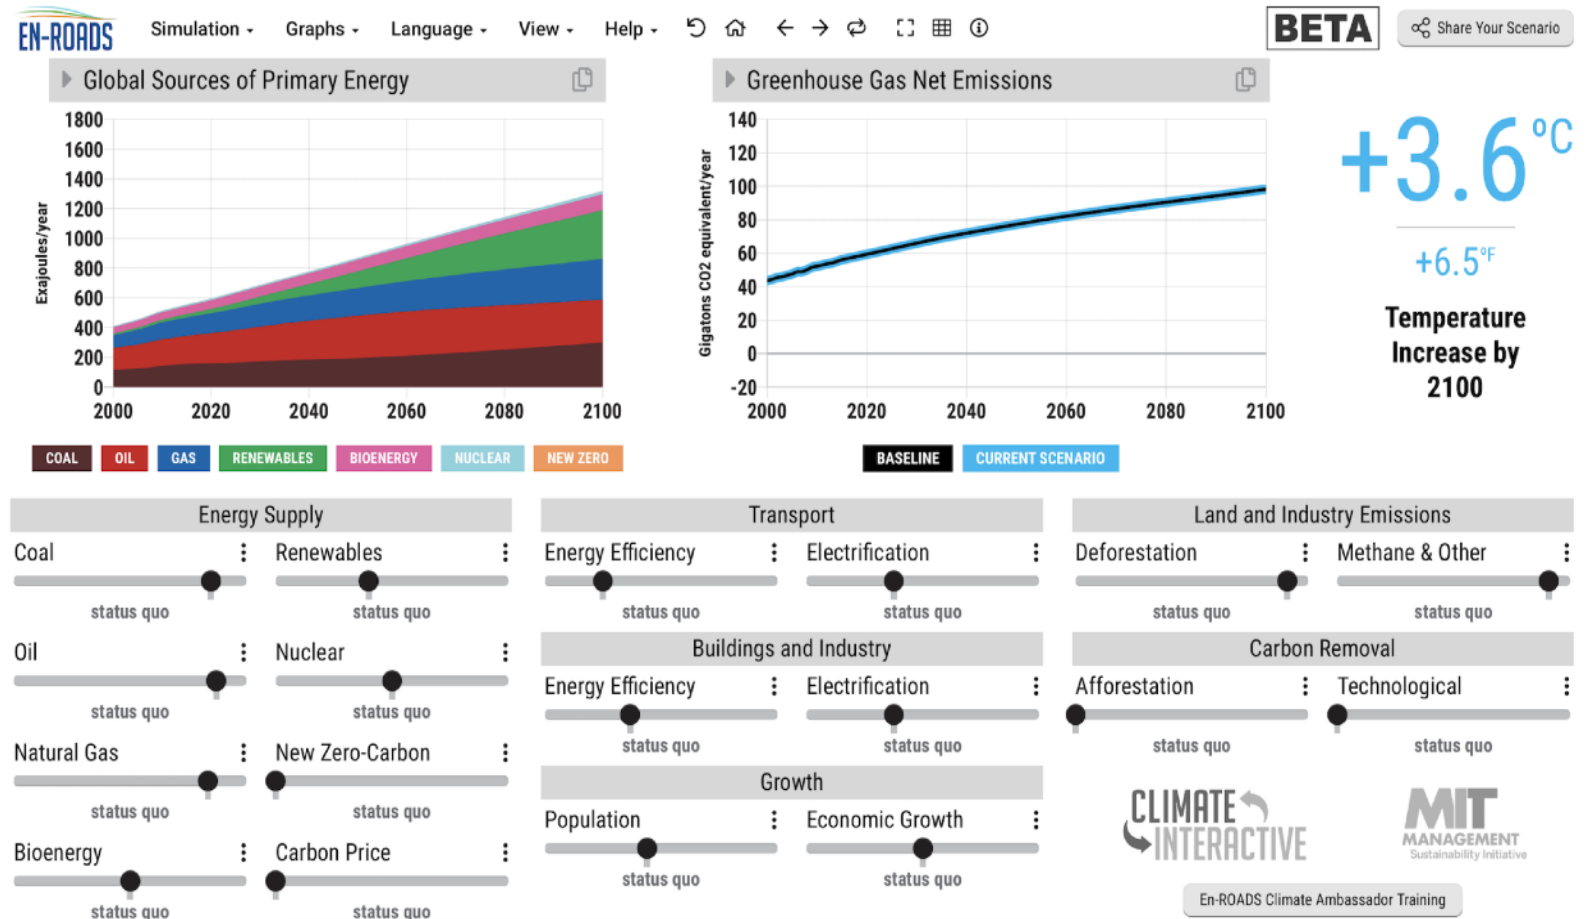 EN-ROADS
Simulation
Graphs
Language
View
Help
BETA
Share Your Scenario
Global Sources of Primary Energy
1800
1600
1400
1200
1000
800
600
400
200
0
Exajoules/year
2000 2020 2040 2060 2080 2100
COAL OIL GAS RENEWABLES BIOENERGY NUCLEAR NEW ZERO
Greenhouse Gas Net Emissions
140
120
100
80
60
40
20
0
-20
Gigatons CO2 equivalent/year
2000 2020 2040 2060 2080 2100
BASELINE CURRENT SCENARIO
+3.6 ºC
+6.5 ºF
Temperature
Increase by
2100
Energy Supply
Coal
status quo
Renewables
status quo
Oil
status quo
Nuclear
status quo
Natural Gas
status quo
New Zero-Carbon
status quo
Bioenergy
status quo
Carbon Price
status quo
Transport
Energy Efficiency
status quo
Electrification
status quo
Buildings and Industry
Energy Efficiency
status quo
Electrification
status quo
Growth
Population
status quo
Economic Growth
status quo
Land and Industry Emissions
Deforestation
status quo
Methane & Other
status quo
Carbon Removal
Afforestation
status quo
Technological
status quo
CLIMATE
INTERACTIVE
MIT
MANAGEMENT
Sustainability Initiative
En-ROADS Climate Ambassador Training